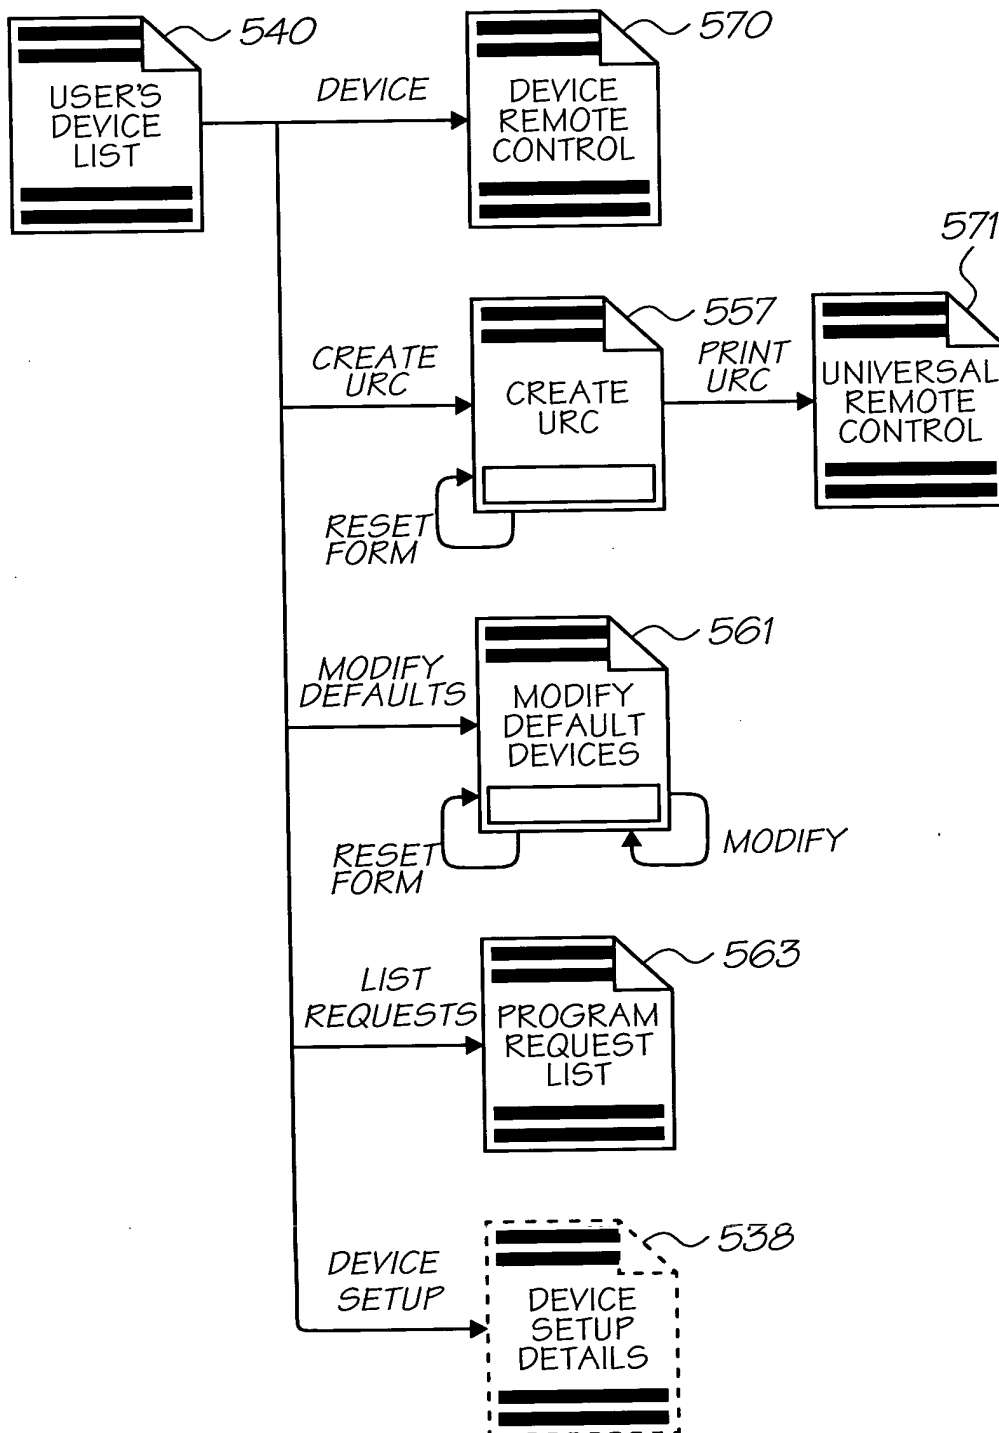 540
USER'S
DEVICE
LIST
DEVICE
570
DEVICE
REMOTE
CONTROL
CREATE
URC
557
CREATE
URC
RESET
FORM
PRINT
URC
571
UNIVERSAL
REMOTE
CONTROL
MODIFY
DEFAULTS
561
MODIFY
DEFAULT
DEVICES
RESET
FORM
MODIFY
LIST
REQUESTS
563
PROGRAM
REQUEST
LIST
DEVICE
SETUP
538
DEVICE
SETUP
DETAILS